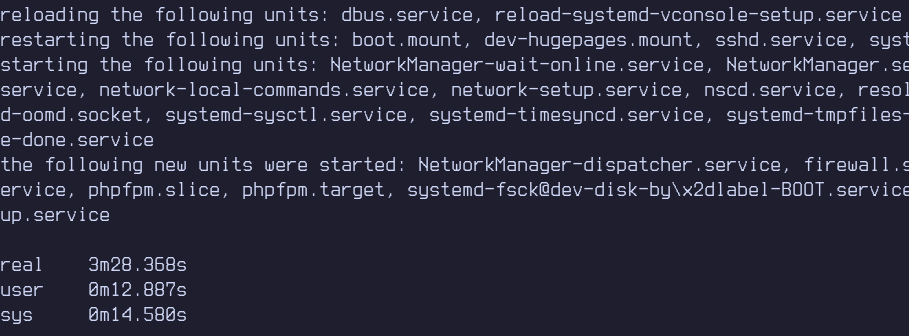 reloading the following units: dbus.service, reload-systemd-vconsole-setup.service
restarting the following units: boot.mount, dev-hugepages.mount, sshd.service, syst
starting the following units: NetworkManager-wait-online.service, NetworkManager.se
service, network-local-commands.service, network-setup.service, nscd.service, resol
d-oomd.socket, systemd-sysctl.service, systemd-timesyncd.service, systemd-tmpfiles-
e-done.service
the following new units were started: NetworkManager-dispatcher.service, firewall.s
ervice, phpfpm.slice, phpfpm.target, systemd-fsck@dev-disk-by\x2dlabel-BOOT.service
up.service
real 3m28.368s
user 0m12.887s
sys 0m14.580s